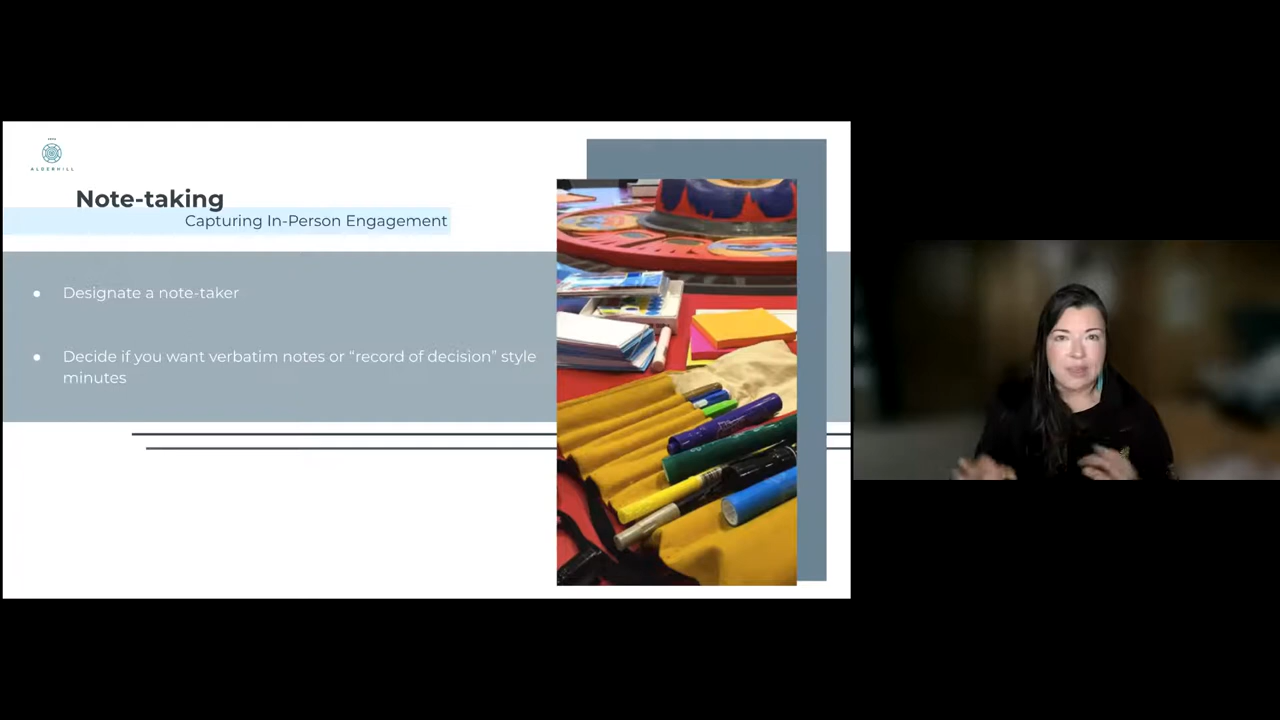 ALDERHILL
Note-taking
Capturing In-Person Engagement
● Designate a note-taker
● Decide if you want verbatim notes or “record of decision” style
minutes